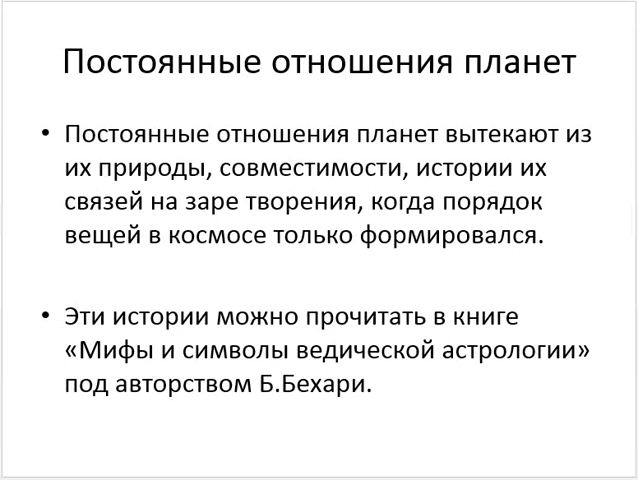 Постоянные отношения планет
• Постоянные отношения планет вытекают из
их природы, совместимости, истории их
связей на заре творения, когда порядок
вещей в космосе только формировался.
• Эти истории можно прочитать в книге
«Мифы и символы ведической астрологии»
под авторством Б.Бехари.